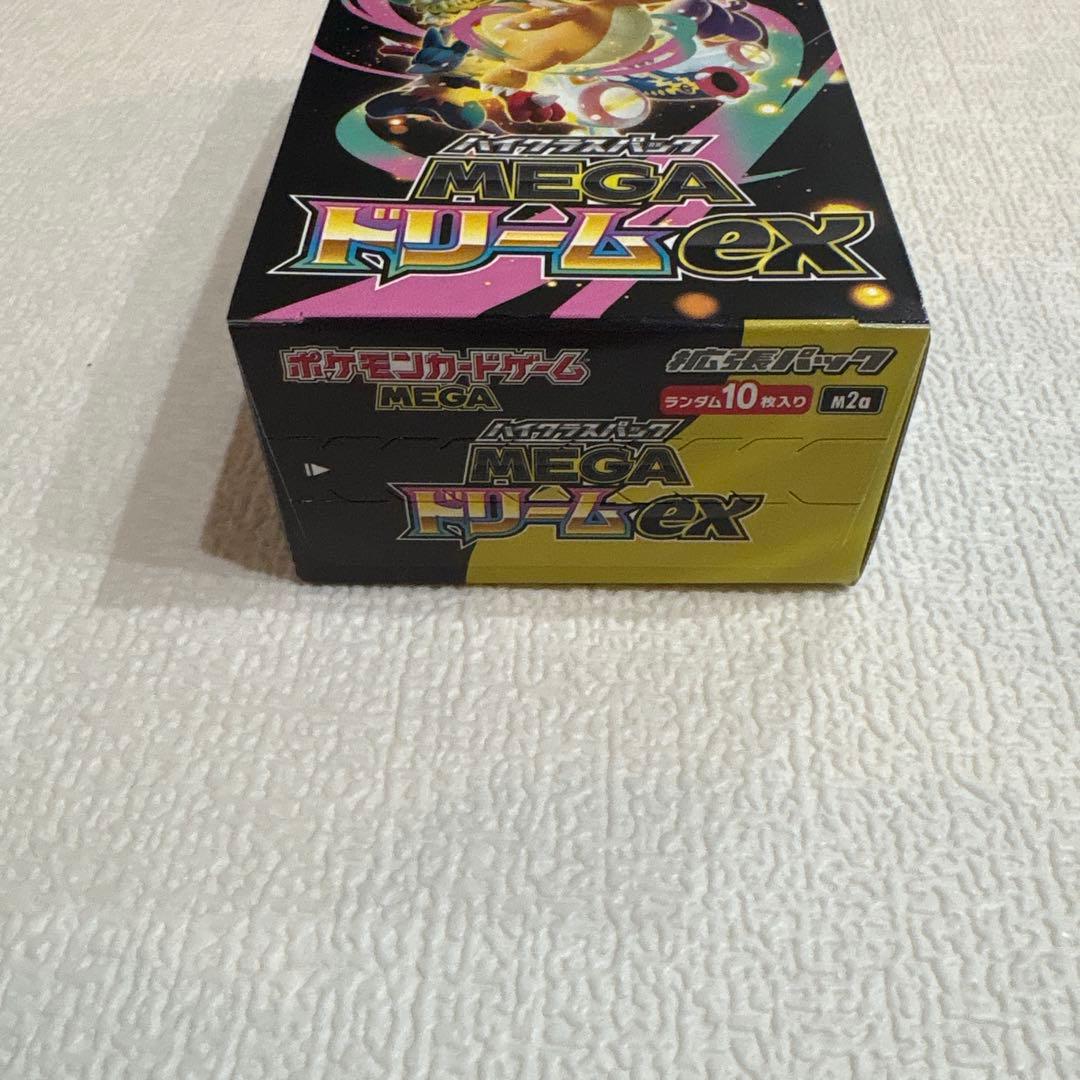 ハイクラスパック
MEGA
ドリームex
ポケモンカードゲーム
MEGA
拡張パック
ランダム10枚入り
M2a
ハイクラスパック
MEGA
ドリームex